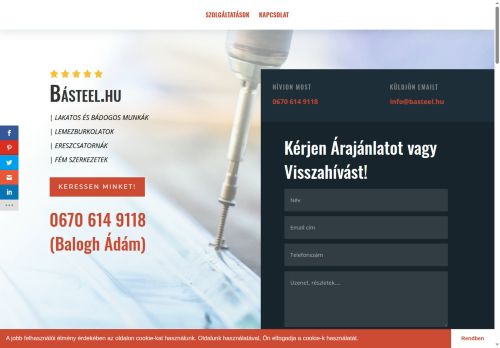 SZOLGÁLTATÁSOK KAPCSOLAT
BÁSTEEL.HU
| LAKATOS ÉS BÁDOGOS MUNKÁK
| LEMEZBURKOLATOK
| ERESZCSATORNÁK
| FÉM SZERKEZETEK
KERESSEN MINKET!
0670 614 9118
(Balogh Ádám)
HÍVJON MOST
0670 614 9118
KÜLDJÖN EMAILT
info@basteel.hu
Kérjen Árajánlatot vagy
Visszahívást!
Név
Email cím
Telefonszám
Üzenet, részletek....
A jobb felhasználói élmény érdekében az oldalon cookie-kat használunk. Oldalunk használatával, Ön elfogadja a cookie-k használatát.
Rendben